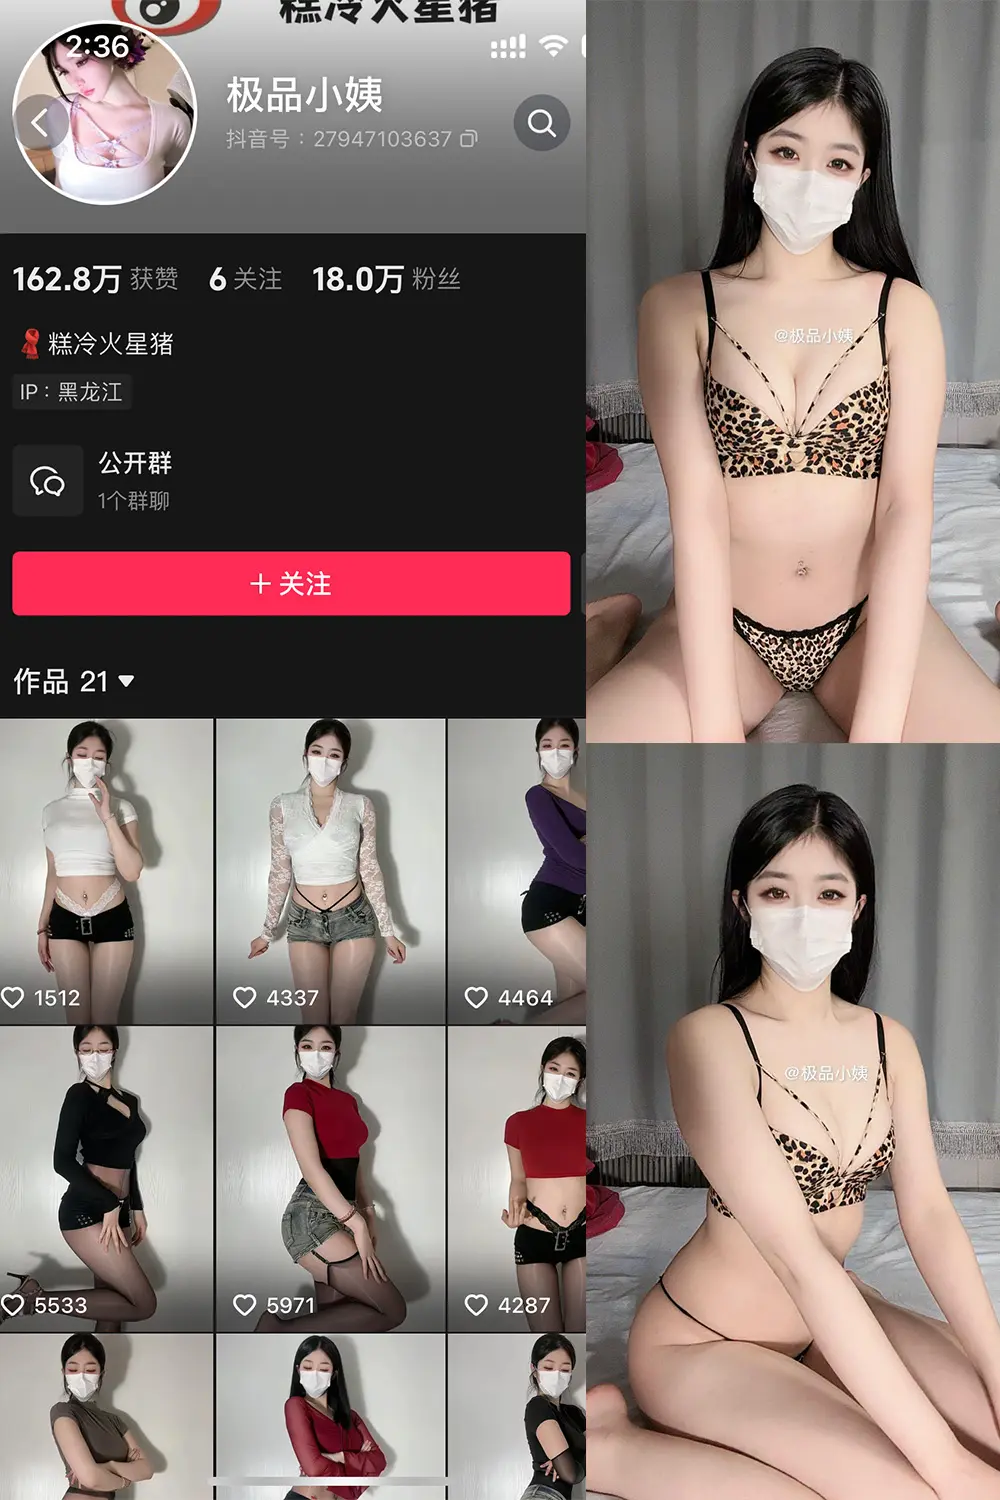 糕冷火星猪
2:36
极品小姨
抖音号：27947103637
162.8万 获赞 6 关注 18.0万 粉丝
糕冷火星猪
IP：黑龙江
公开群
1个群聊
＋关注
作品 21
1512
4337
4464
5533
5971
4287
@极品小姨
@极品小姨